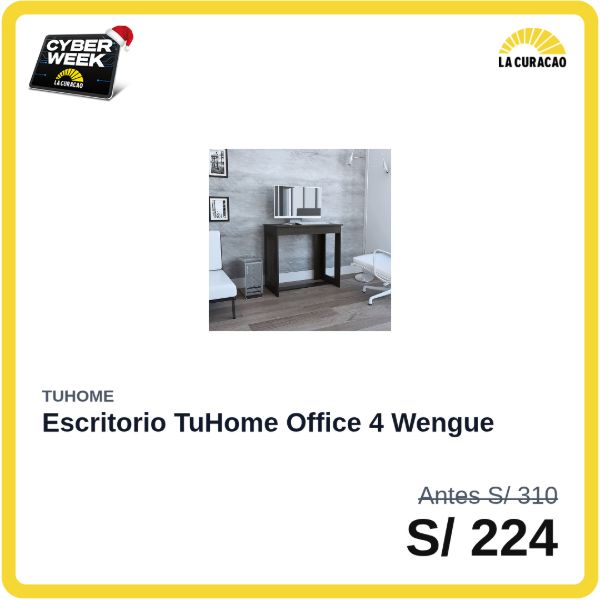 CYBER
WEEK
LA CURACAO
LA CURACAO
TUHOME
Escritorio TuHome Office 4 Wengue
Antes S/ 310
S/ 224